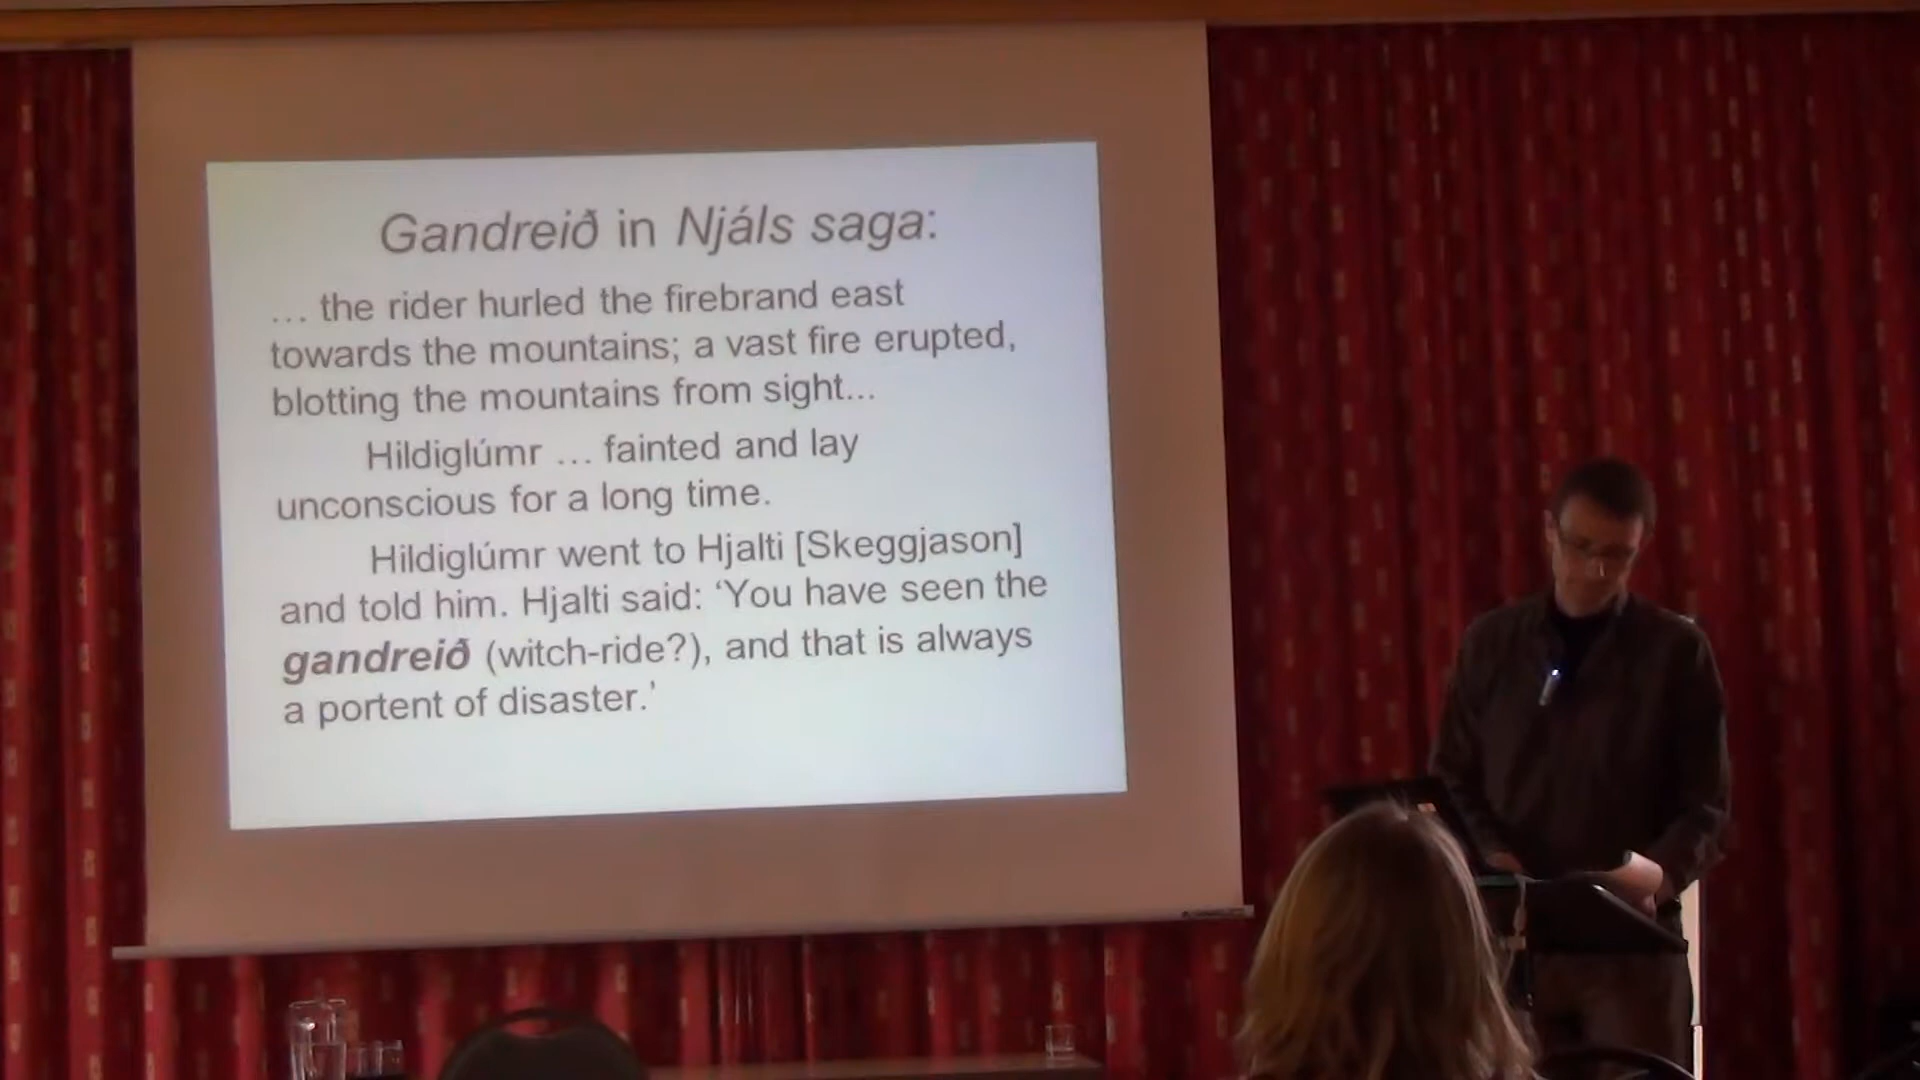 Gandreið in Njáls saga:
… the rider hurled the firebrand east
towards the mountains; a vast fire erupted,
blotting the mountains from sight...
Hildiglúmr … fainted and lay
unconscious for a long time.
Hildiglúmr went to Hjalti [Skeggjason]
and told him. Hjalti said: ‘You have seen the
gandreið (witch-ride?), and that is always
a portent of disaster.’